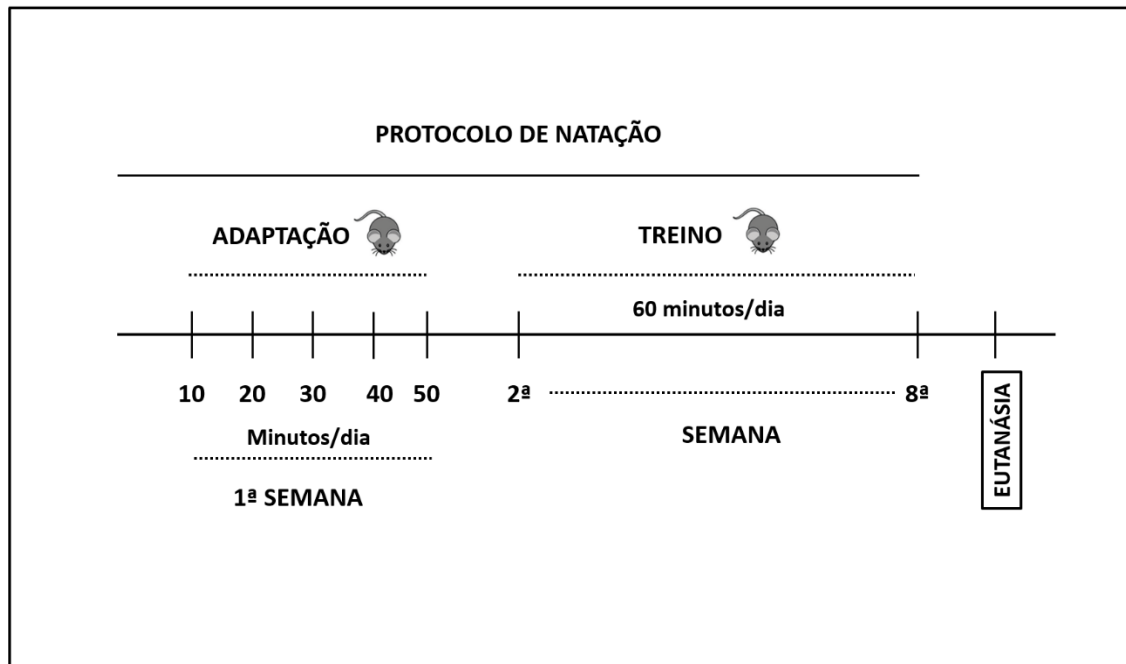 PROTOCOLO DE NATAÇÃO
ADAPTAÇÃO
TREINO
60 minutos/dia
10 20 30 40 50 2ª 8ª
Minutos/dia
SEMANA
1ª SEMANA
EUTANÁSIA